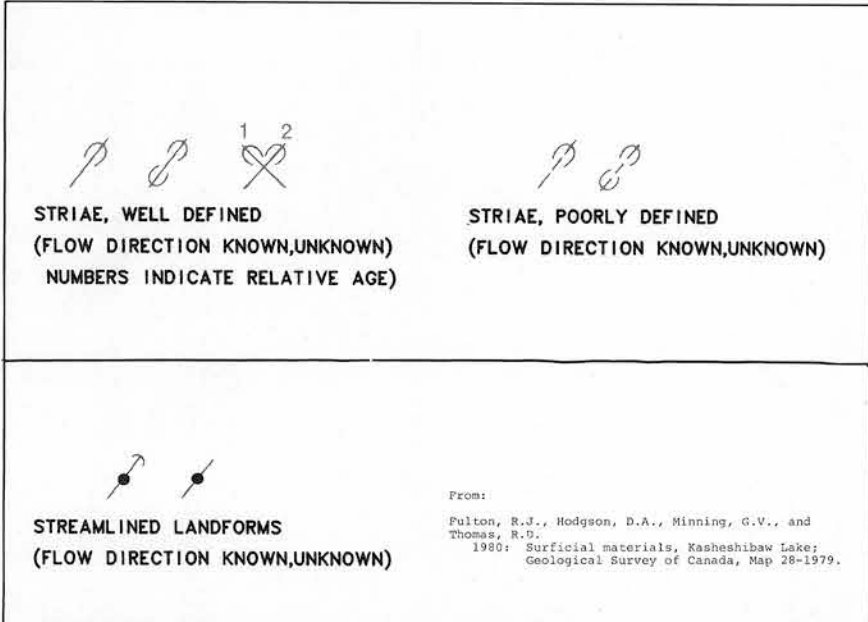 1 2
STRIAE, WELL DEFINED
(FLOW DIRECTION KNOWN,UNKNOWN)
NUMBERS INDICATE RELATIVE AGE)
STRIAE, POORLY DEFINED
(FLOW DIRECTION KNOWN,UNKNOWN)
STREAMLINED LANDFORMS
(FLOW DIRECTION KNOWN,UNKNOWN)
From:
Fulton, R.J., Hodgson, D.A., Minning, G.V., and
Thomas, R.D.
1980: Surficial materials, Kasheshibaw Lake;
Geological Survey of Canada, Map 28-1979.